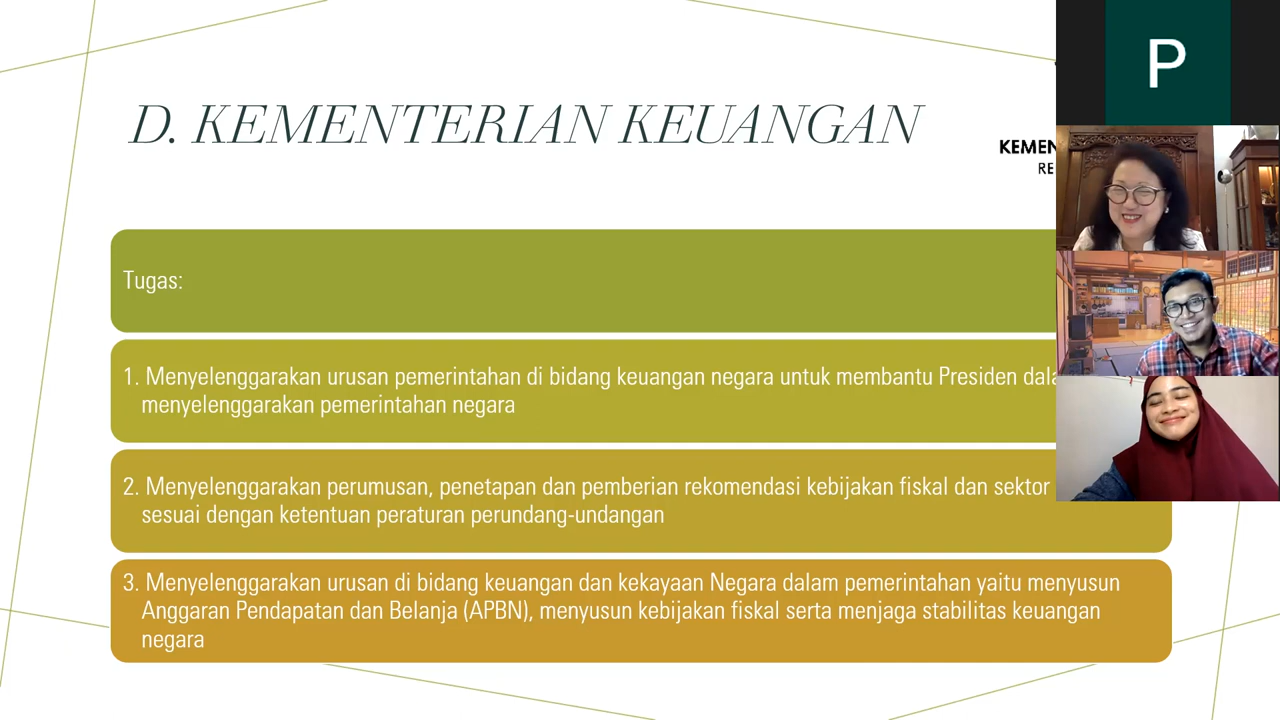 D. KEMENTERIAN KEUANGAN
P
KEMEN
RE
Tugas:
1. Menyelenggarakan urusan pemerintahan di bidang keuangan negara untuk membantu Presiden dala
menyelenggarakan pemerintahan negara
2. Menyelenggarakan perumusan, penetapan dan pemberian rekomendasi kebijakan fiskal dan sektor
sesuai dengan ketentuan peraturan perundang-undangan
3. Menyelenggarakan urusan di bidang keuangan dan kekayaan Negara dalam pemerintahan yaitu menyusun
Anggaran Pendapatan dan Belanja (APBN), menyusun kebijakan fiskal serta menjaga stabilitas keuangan
negara